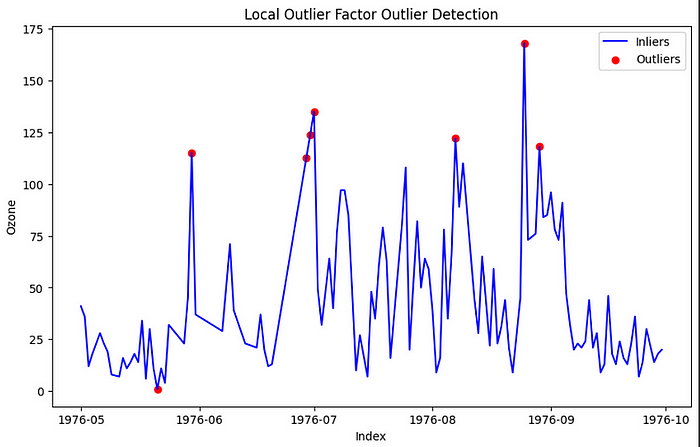 Local Outlier Factor Outlier Detection
175
150
125
100
75
50
25
0
Ozone
Inliers
Outliers
1976-05 1976-06 1976-07 1976-08 1976-09 1976-10
Index